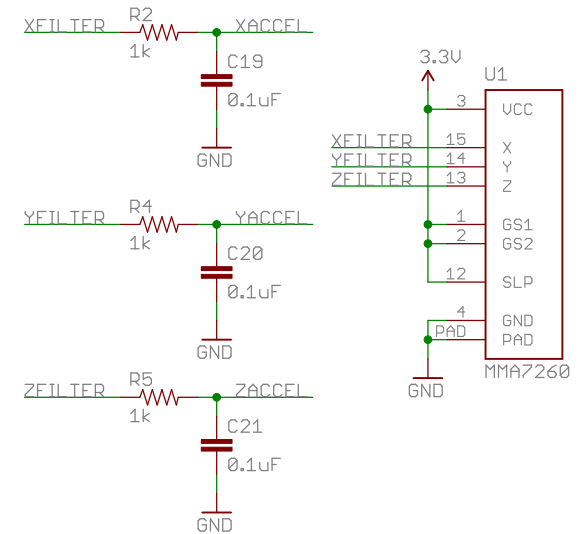 XFILTER R2 1k XACCEL
C19
0.1uF
GND
YFILTER R4 1k YACCEL
C20
0.1uF
GND
ZFILTER R5 1k ZACCEL
C21
0.1uF
GND
3.3V
U1
3 VCC
XFILTER 15 X
YFILTER 14 Y
ZFILTER 13 Z
1 GS1
2 GS2
12 SLP
4 GND
PAD PAD
GND
MMA7260